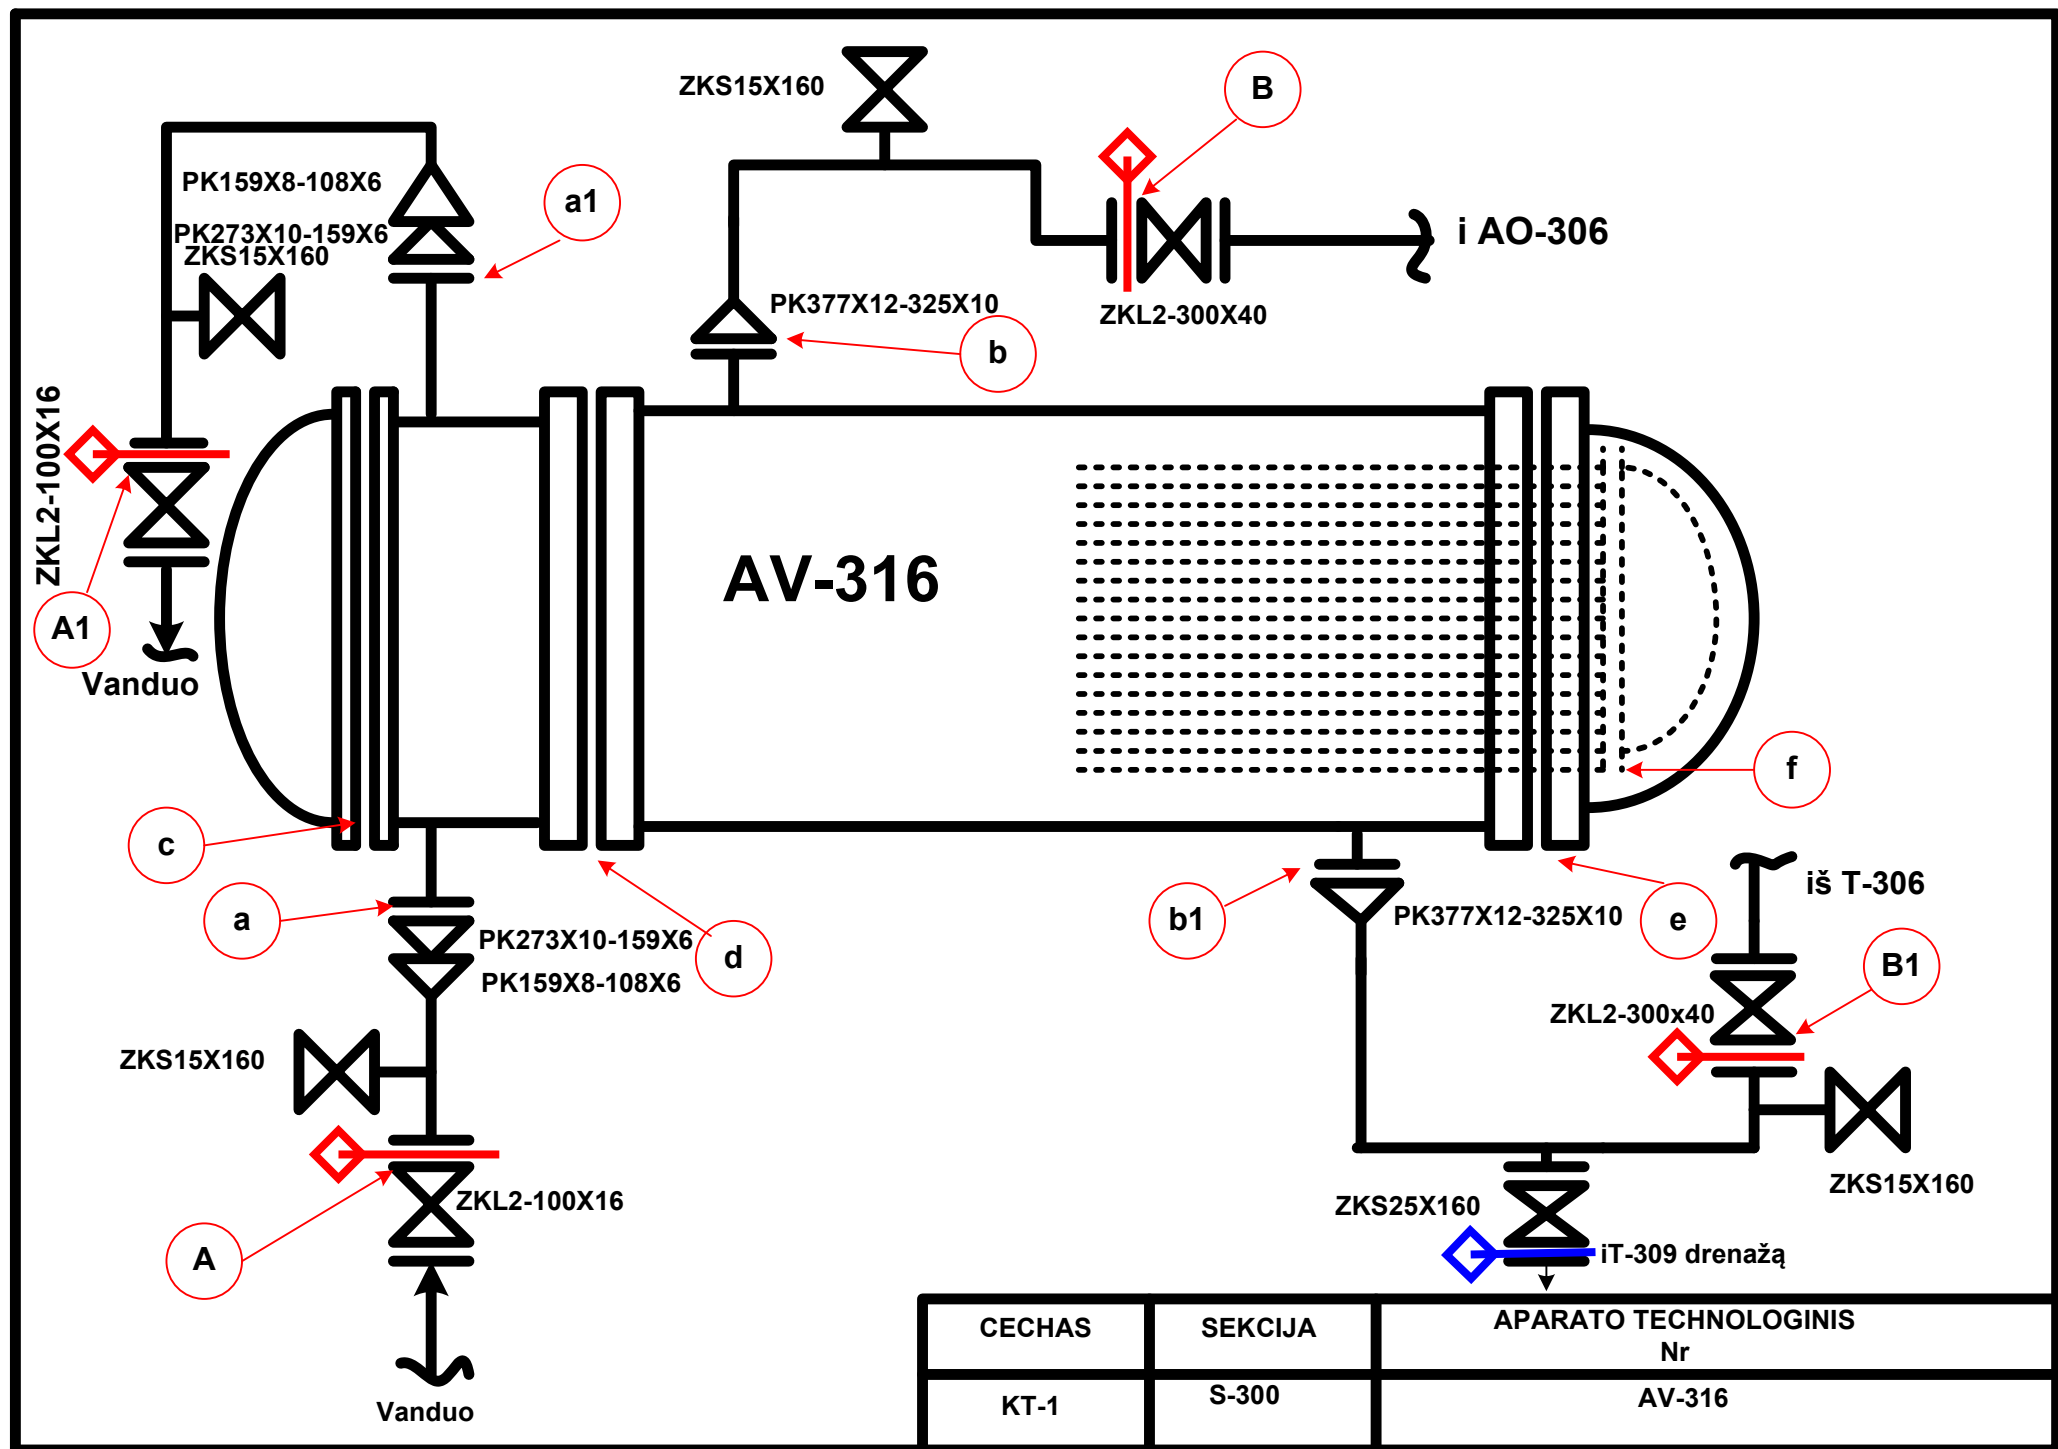 ZKS15X160
B
PK159X8-108X6
a1
PK273X10-159X6
ZKS15X160
i AO-306
PK377X12-325X10
ZKL2-300X40
b
ZKL2-100X16
AV-316
A1
Vanduo
f
c
iš T-306
a
b1
PK377X12-325X10
e
PK273X10-159X6
d
B1
PK159X8-108X6
ZKL2-300x40
ZKS15X160
ZKS15X160
ZKL2-100X16
ZKS25X160
A
iT-309 drenažą
CECHAS
SEKCIJA
APARATO TECHNOLOGINIS
Nr
KT-1
S-300
AV-316
Vanduo